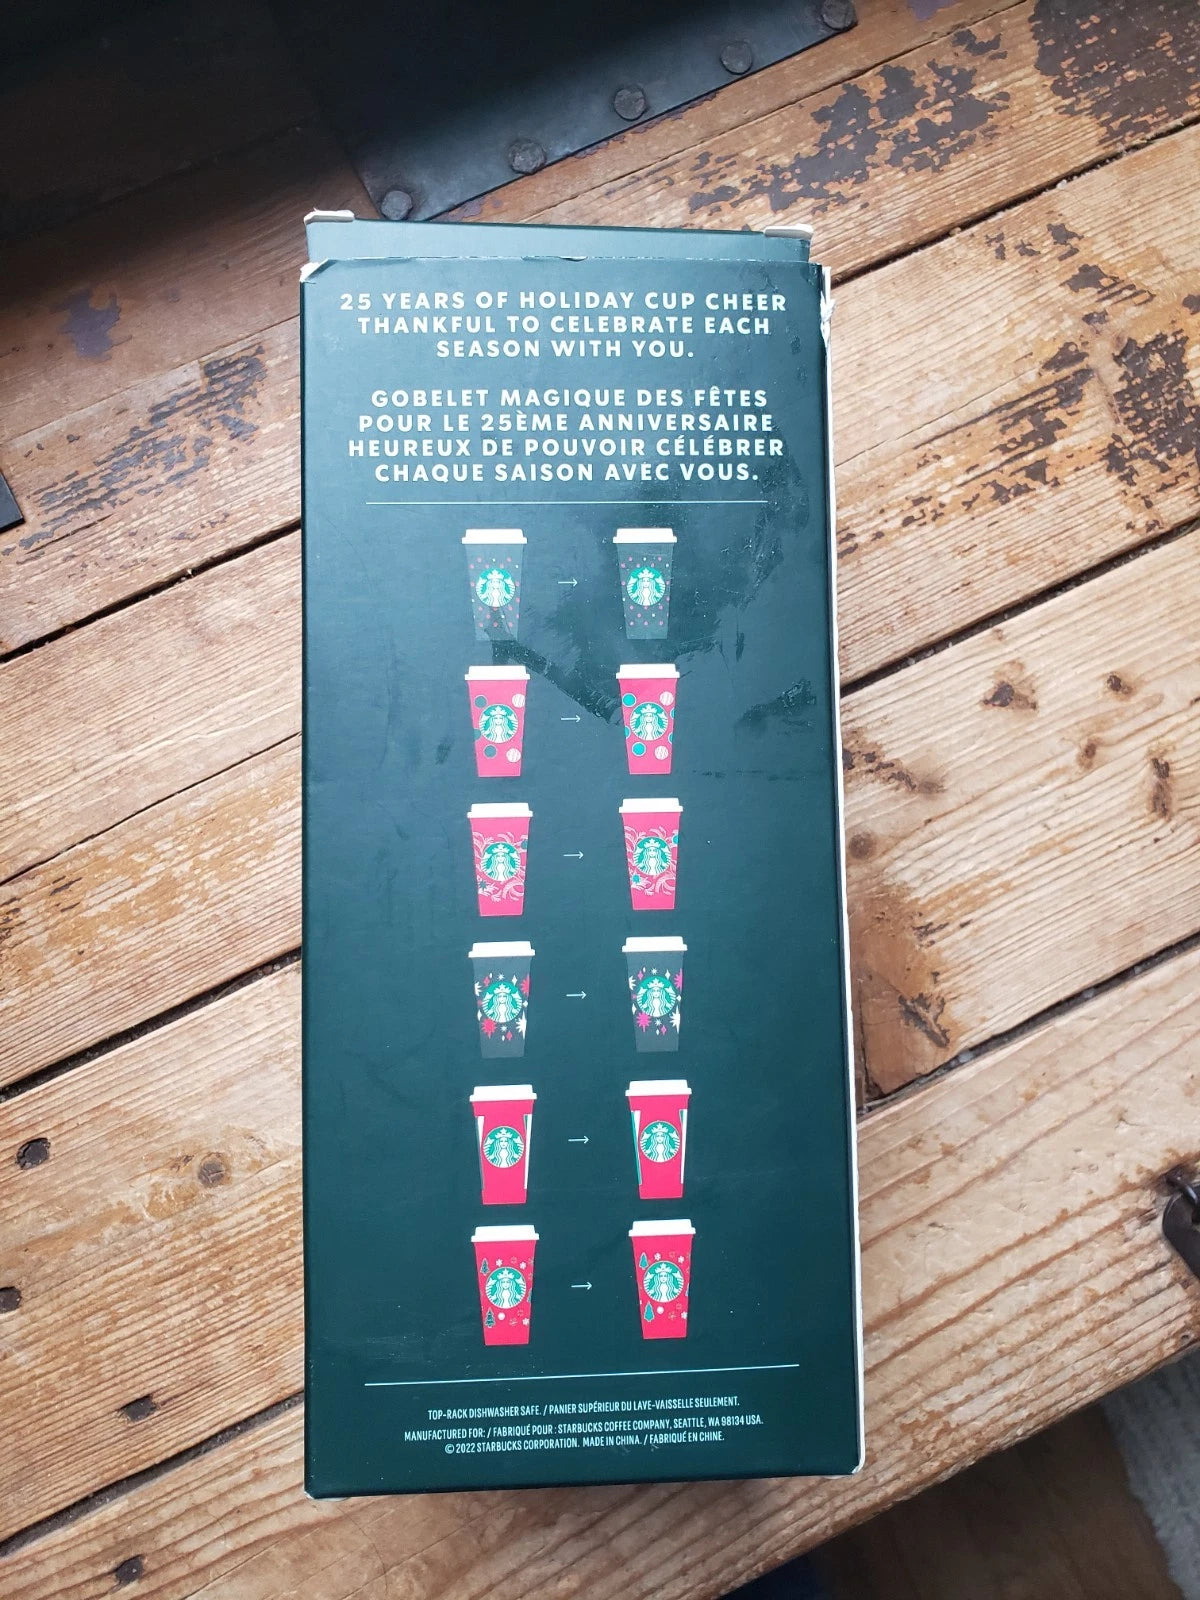 25 YEARS OF HOLIDAY CUP CHEER
THANKFUL TO CELEBRATE EACH
SEASON WITH YOU.
GOBELET MAGIQUE DES FÊTES
POUR LE 25ÈME ANNIVERSAIRE
HEUREUX DE POUVOIR CÉLÉBRER
CHAQUE SAISON AVEC VOUS.
TOP-RACK DISHWASHER SAFE. / PANIER SUPÉRIEUR DU LAVE-VAISSELLE SEULEMENT.
MANUFACTURED FOR: / FABRIQUÉ POUR : STARBUCKS COFFEE COMPANY, SEATTLE, WA 98134 USA.
© 2022 STARBUCKS CORPORATION. MADE IN CHINA. / FABRIQUÉ EN CHINE.